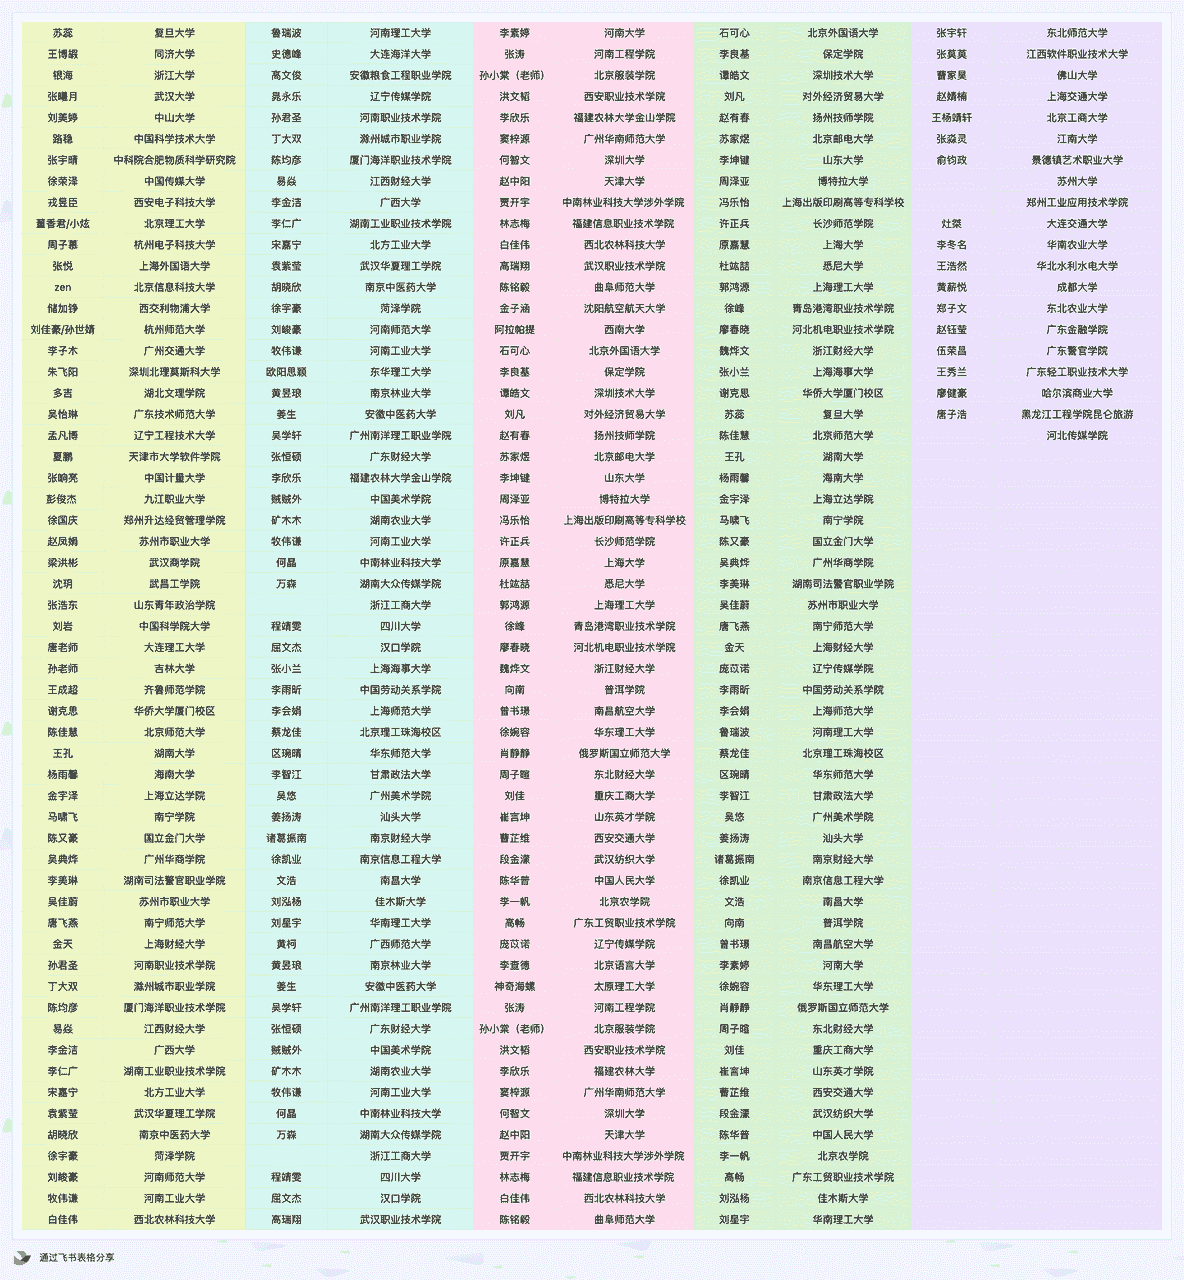 苏蕊 复旦大学 鲁瑞波 河南理工大学 李素婷 河南大学 石可心 北京外国语大学 张宇轩 东北师范大学
王博嘏 同济大学 史德峰 大连海洋大学 张涛 河南工程学院 李良基 保定学院 张莫莫 江西软件职业技术大学
银海 浙江大学 高文俊 安徽粮食工程职业学院 孙小棠（老师） 北京服装学院 谭皓文 深圳技术大学 曹家昊 佛山大学
张曦月 武汉大学 晁永乐 辽宁传媒学院 洪文韬 西安职业技术学院 刘凡 对外经济贸易大学 赵婧楠 上海交通大学
刘美婷 中山大学 孙君圣 河南职业技术学院 李欣乐 福建农林大学金山学院 赵有春 扬州技师学院 王杨靖轩 北京工商大学
路稳 中国科学技术大学 丁大双 滁州城市职业学院 窦梓源 广州华南师范大学 苏家煜 北京邮电大学 张淼灵 江南大学
张宇晴 中科院合肥物质科学研究院 陈均彦 厦门海洋职业技术学院 何智文 深圳大学 李坤键 山东大学 俞钧政 景德镇艺术职业大学
徐荣泽 中国传媒大学 易焱 江西财经大学 赵中阳 天津大学 周泽亚 博特拉大学 苏州大学
戎昱臣 西安电子科技大学 李金洁 广西大学 贾开宇 中南林业科技大学涉外学院 冯乐怡 上海出版印刷高等专科学校 郑州工业应用技术学院
董香君/小炫 北京理工大学 李仁广 湖南工业职业技术学院 林志梅 福建信息职业技术学院 许正兵 长沙师范学院 灶桀 大连交通大学
周子慕 杭州电子科技大学 宋嘉宁 北方工业大学 白佳伟 西北农林科技大学 原嘉慧 上海大学 李冬名 华南农业大学
张悦 上海外国语大学 袁紫莹 武汉华夏理工学院 高瑞翔 武汉职业技术学院 杜竑喆 悉尼大学 王浩然 华北水利水电大学
zen 北京信息科技大学 胡晓欣 南京中医药大学 陈铭毅 曲阜师范大学 郭鸿源 上海理工大学 黄薪悦 成都大学
储加铮 西交利物浦大学 徐宇豪 菏泽学院 金子涵 沈阳航空航天大学 徐峰 青岛港湾职业技术学院 郑子文 东北农业大学
刘佳豪/孙世婧 杭州师范大学 刘峻豪 河南师范大学 阿拉帕提 西南大学 廖春晓 河北机电职业技术学院 赵钰莹 广东金融学院
李子木 广州交通大学 牧伟谦 河南工业大学 石可心 北京外国语大学 魏烨文 浙江财经大学 伍荣昌 广东警官学院
朱飞阳 深圳北理莫斯科大学 欧阳思颖 东华理工大学 李良基 保定学院 张小兰 上海海事大学 王秀兰 广东轻工职业技术大学
多吉 湖北文理学院 黄昱琅 南京林业大学 谭皓文 深圳技术大学 谢克思 华侨大学厦门校区 廖健豪 哈尔滨商业大学
吴怡琳 广东技术师范大学 姜生 安徽中医药大学 刘凡 对外经济贸易大学 苏蕊 复旦大学 唐子浩 黑龙江工程学院昆仑旅游
孟凡博 辽宁工程技术大学 吴学轩 广州南洋理工职业学院 赵有春 扬州技师学院 陈佳慧 北京师范大学 河北传媒学院
夏鹏 天津市大学软件学院 张恒硕 广东财经大学 苏家煜 北京邮电大学 王孔 湖南大学
张晌亮 中国计量大学 李欣乐 福建农林大学金山学院 李坤键 山东大学 杨雨馨 海南大学
彭俊杰 九江职业大学 贼贼外 中国美术学院 周泽亚 博特拉大学 金宇泽 上海立达学院
徐国庆 郑州升达经贸管理学院 矿木木 湖南农业大学 冯乐怡 上海出版印刷高等专科学校 马啸飞 南宁学院
赵凤娟 苏州市职业大学 牧伟谦 河南工业大学 许正兵 长沙师范学院 陈又豪 国立金门大学
梁洪彬 武汉商学院 何晶 中南林业科技大学 原嘉慧 上海大学 吴典烨 广州华商学院
沈玥 武昌工学院 万森 湖南大众传媒学院 杜竑喆 悉尼大学 李美琳 湖南司法警官职业学院
张浩东 山东青年政治学院 浙江工商大学 郭鸿源 上海理工大学 吴佳蔚 苏州市职业大学
刘岩 中国科学院大学 程靖雯 四川大学 徐峰 青岛港湾职业技术学院 唐飞燕 南宁师范大学
唐老师 大连理工大学 屈文杰 汉口学院 廖春晓 河北机电职业技术学院 金天 上海财经大学
孙老师 吉林大学 张小兰 上海海事大学 魏烨文 浙江财经大学 庞苡诺 辽宁传媒学院
王成超 齐鲁师范学院 李雨昕 中国劳动关系学院 向南 普洱学院 李雨昕 中国劳动关系学院
谢克思 华侨大学厦门校区 李会娟 上海师范大学 曾书璟 南昌航空大学 李会娟 上海师范大学
陈佳慧 北京师范大学 蔡龙佳 北京理工珠海校区 徐婉容 华东理工大学 鲁瑞波 河南理工大学
王孔 湖南大学 区琬晴 华东师范大学 肖静静 俄罗斯国立师范大学 蔡龙佳 北京理工珠海校区
杨雨馨 海南大学 李智江 甘肃政法大学 周子暄 东北财经大学 区琬晴 华东师范大学
金宇泽 上海立达学院 吴悠 广州美术学院 刘佳 重庆工商大学 李智江 甘肃政法大学
马啸飞 南宁学院 姜扬涛 汕头大学 崔言坤 山东英才学院 吴悠 广州美术学院
陈又豪 国立金门大学 诸葛振南 南京财经大学 曹芷维 西安交通大学 姜扬涛 汕头大学
吴典烨 广州华商学院 徐凯业 南京信息工程大学 段金濛 武汉纺织大学 诸葛振南 南京财经大学
李美琳 湖南司法警官职业学院 文浩 南昌大学 陈华普 中国人民大学 徐凯业 南京信息工程大学
吴佳蔚 苏州市职业大学 刘泓杨 佳木斯大学 李一帆 北京农学院 文浩 南昌大学
唐飞燕 南宁师范大学 刘星宇 华南理工大学 高畅 广东工贸职业技术学院 向南 普洱学院
金天 上海财经大学 黄柯 广西师范大学 庞苡诺 辽宁传媒学院 曾书璟 南昌航空大学
孙君圣 河南职业技术学院 黄昱琅 南京林业大学 李查德 北京语言大学 李素婷 河南大学
丁大双 滁州城市职业学院 姜生 安徽中医药大学 神奇海螺 太原理工大学 徐婉容 华东理工大学
陈均彦 厦门海洋职业技术学院 吴学轩 广州南洋理工职业学院 张涛 河南工程学院 肖静静 俄罗斯国立师范大学
易焱 江西财经大学 张恒硕 广东财经大学 孙小棠（老师） 北京服装学院 周子暄 东北财经大学
李金洁 广西大学 贼贼外 中国美术学院 洪文韬 西安职业技术学院 刘佳 重庆工商大学
李仁广 湖南工业职业技术学院 矿木木 湖南农业大学 李欣乐 福建农林大学 崔言坤 山东英才学院
宋嘉宁 北方工业大学 牧伟谦 河南工业大学 窦梓源 广州华南师范大学 曹芷维 西安交通大学
袁紫莹 武汉华夏理工学院 何晶 中南林业科技大学 何智文 深圳大学 段金濛 武汉纺织大学
胡晓欣 南京中医药大学 万森 湖南大众传媒学院 赵中阳 天津大学 陈华普 中国人民大学
徐宇豪 菏泽学院 浙江工商大学 贾开宇 中南林业科技大学涉外学院 李一帆 北京农学院
刘峻豪 河南师范大学 程靖雯 四川大学 林志梅 福建信息职业技术学院 高畅 广东工贸职业技术学院
牧伟谦 河南工业大学 屈文杰 汉口学院 白佳伟 西北农林科技大学 刘泓杨 佳木斯大学
白佳伟 西北农林科技大学 高瑞翔 武汉职业技术学院 陈铭毅 曲阜师范大学 刘星宇 华南理工大学
通过飞书表格分享